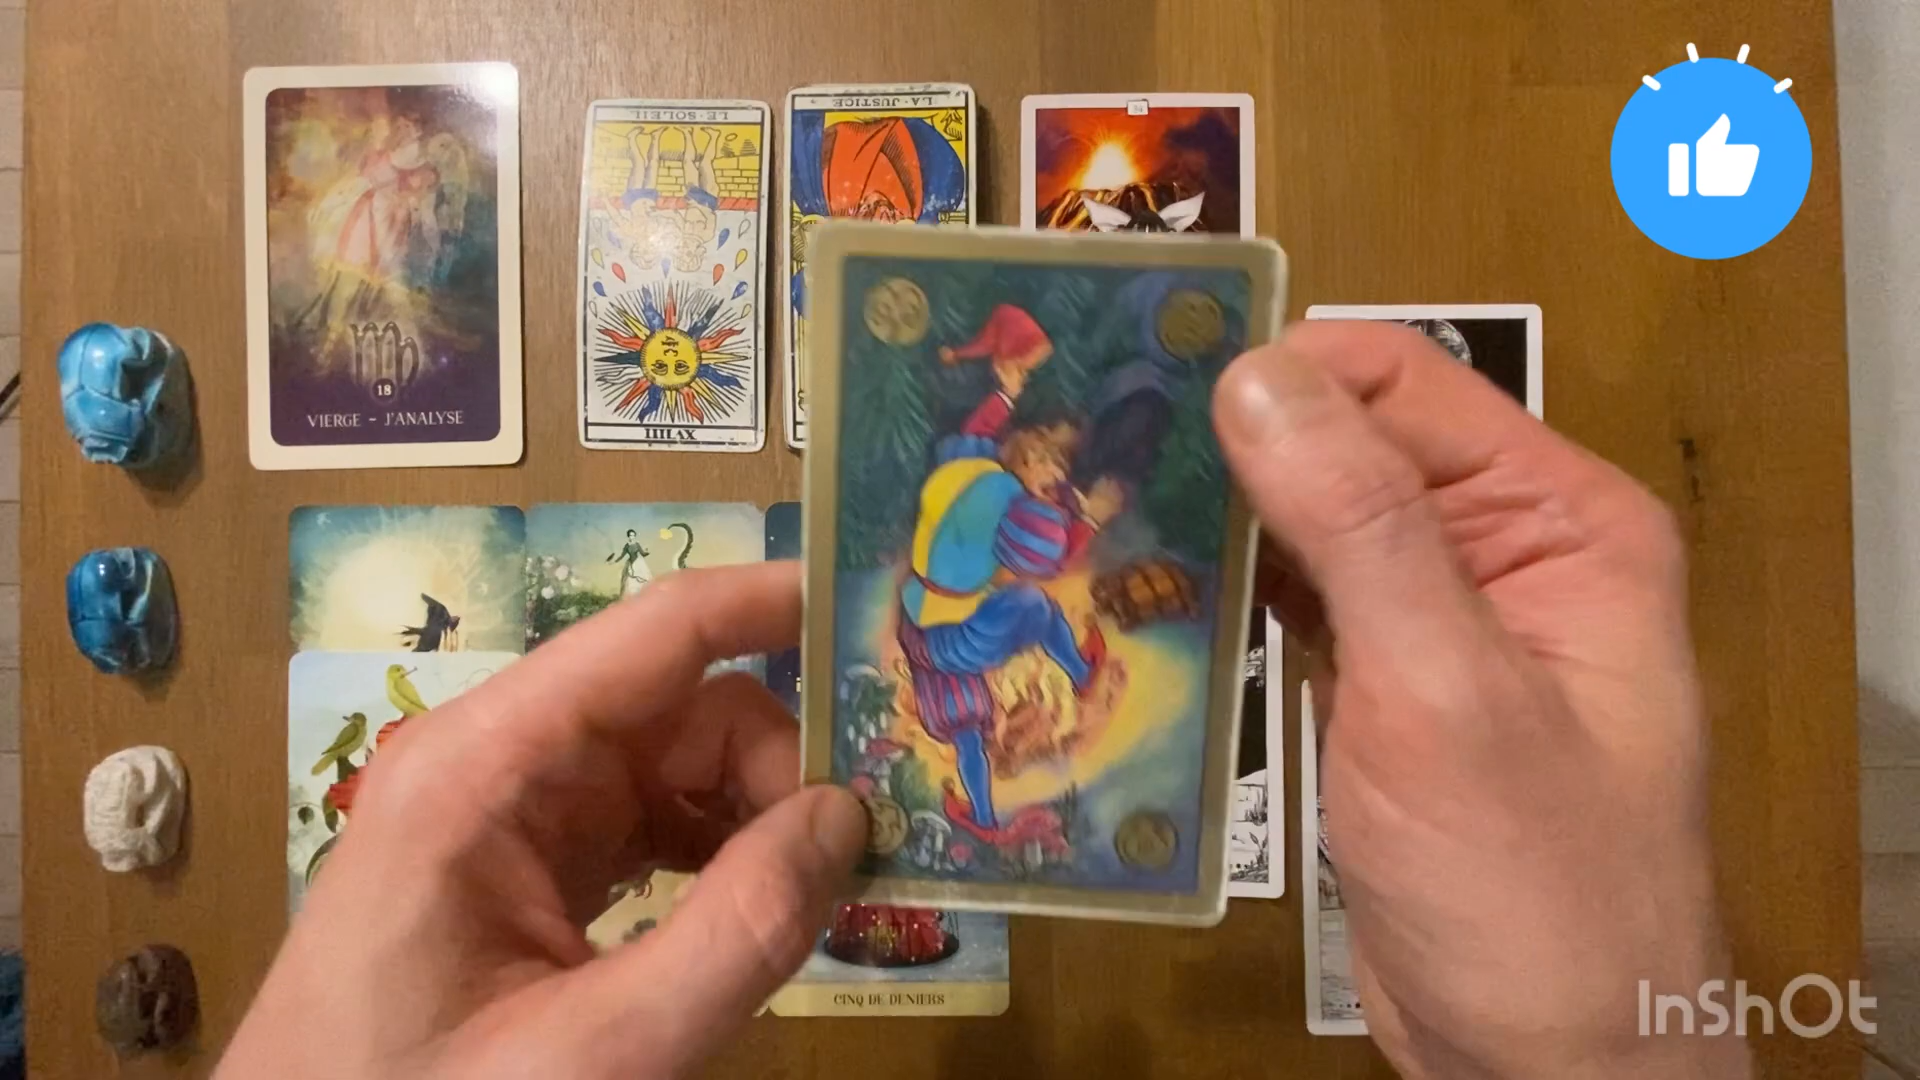 LA · JUSTICE
LE · SOLEIL
18
VIERGE ~ J'ANALYSE
XVIIII
CINQ DE DENIERS
InShOt